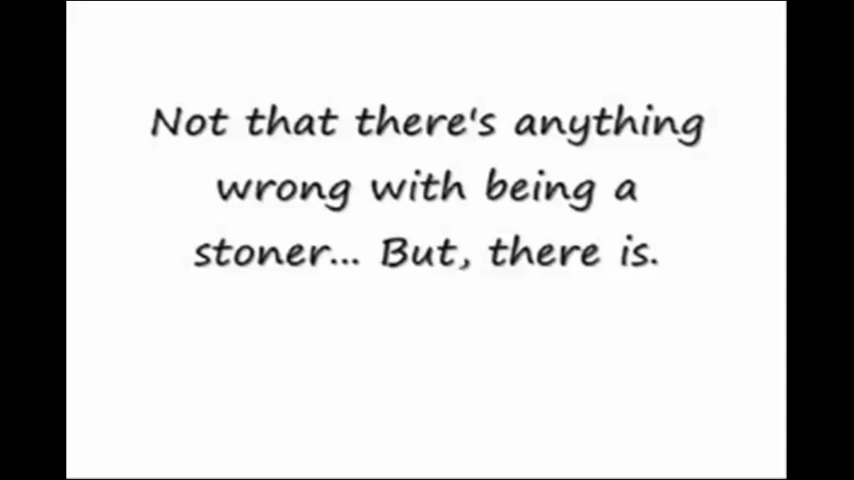 Not that there's anything
wrong with being a
stoner... But, there is.